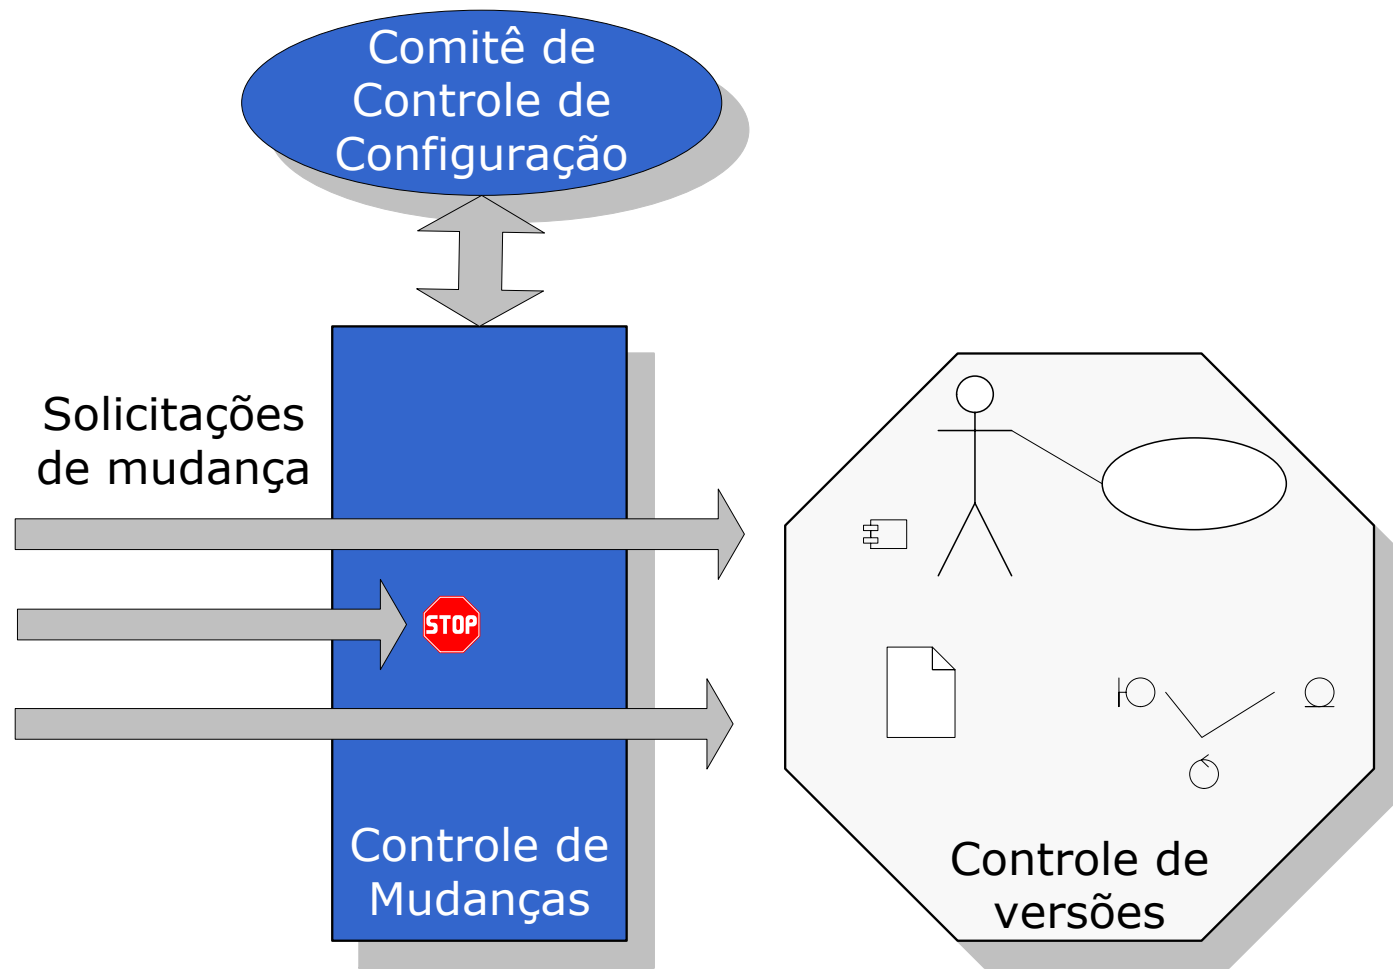 Comitê de
Controle de
Configuração
Solicitações
de mudança
STOP
Controle de
Mudanças
Controle de
versões